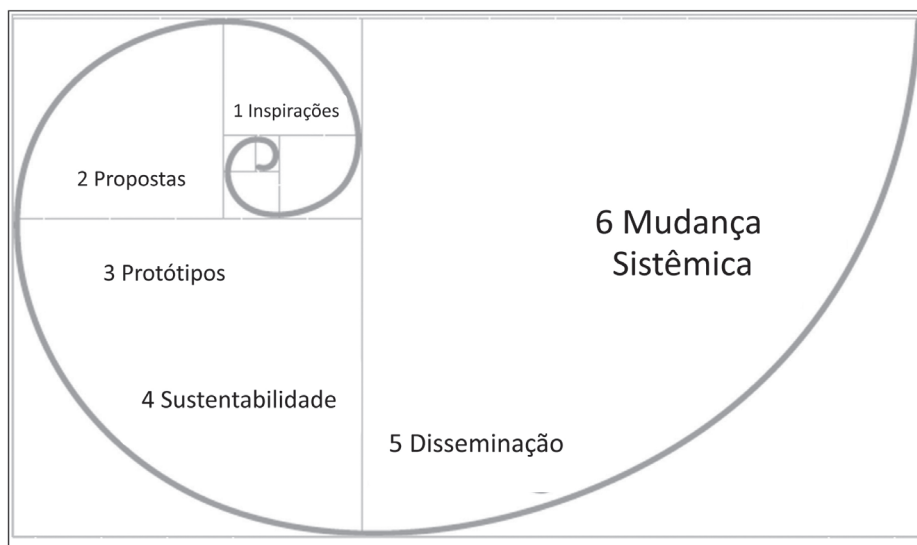 1 Inspirações
2 Propostas
3 Protótipos
4 Sustentabilidade
5 Disseminação
6 Mudança
Sistêmica